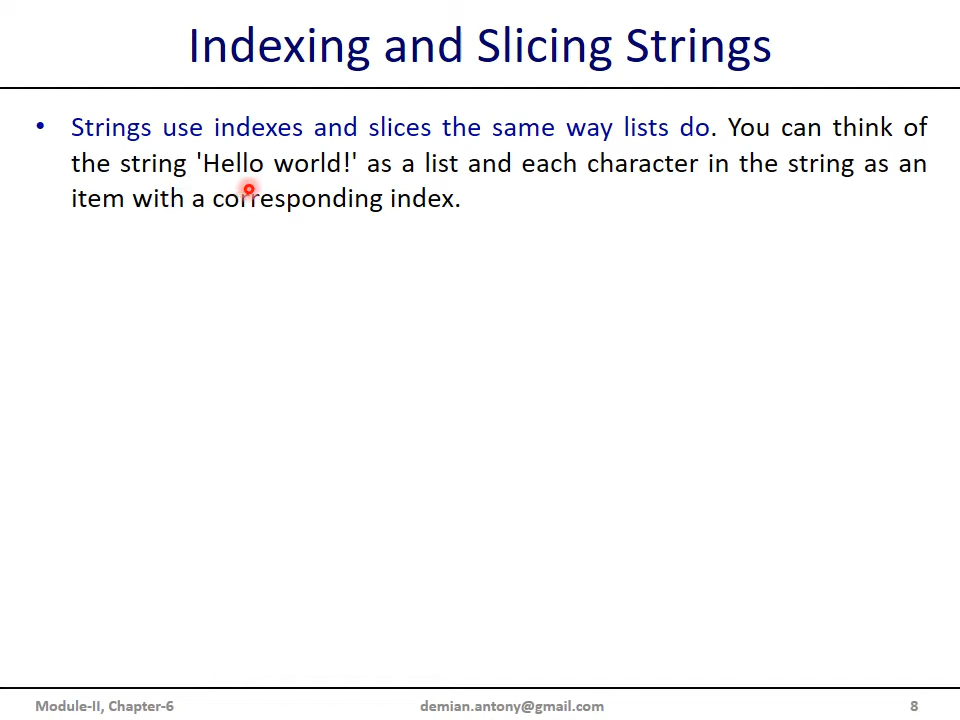 Indexing and Slicing Strings
• Strings use indexes and slices the same way lists do. You can think of
the string 'Hello world!' as a list and each character in the string as an
item with a corresponding index.
Module-II, Chapter-6
demian.antony@gmail.com
8